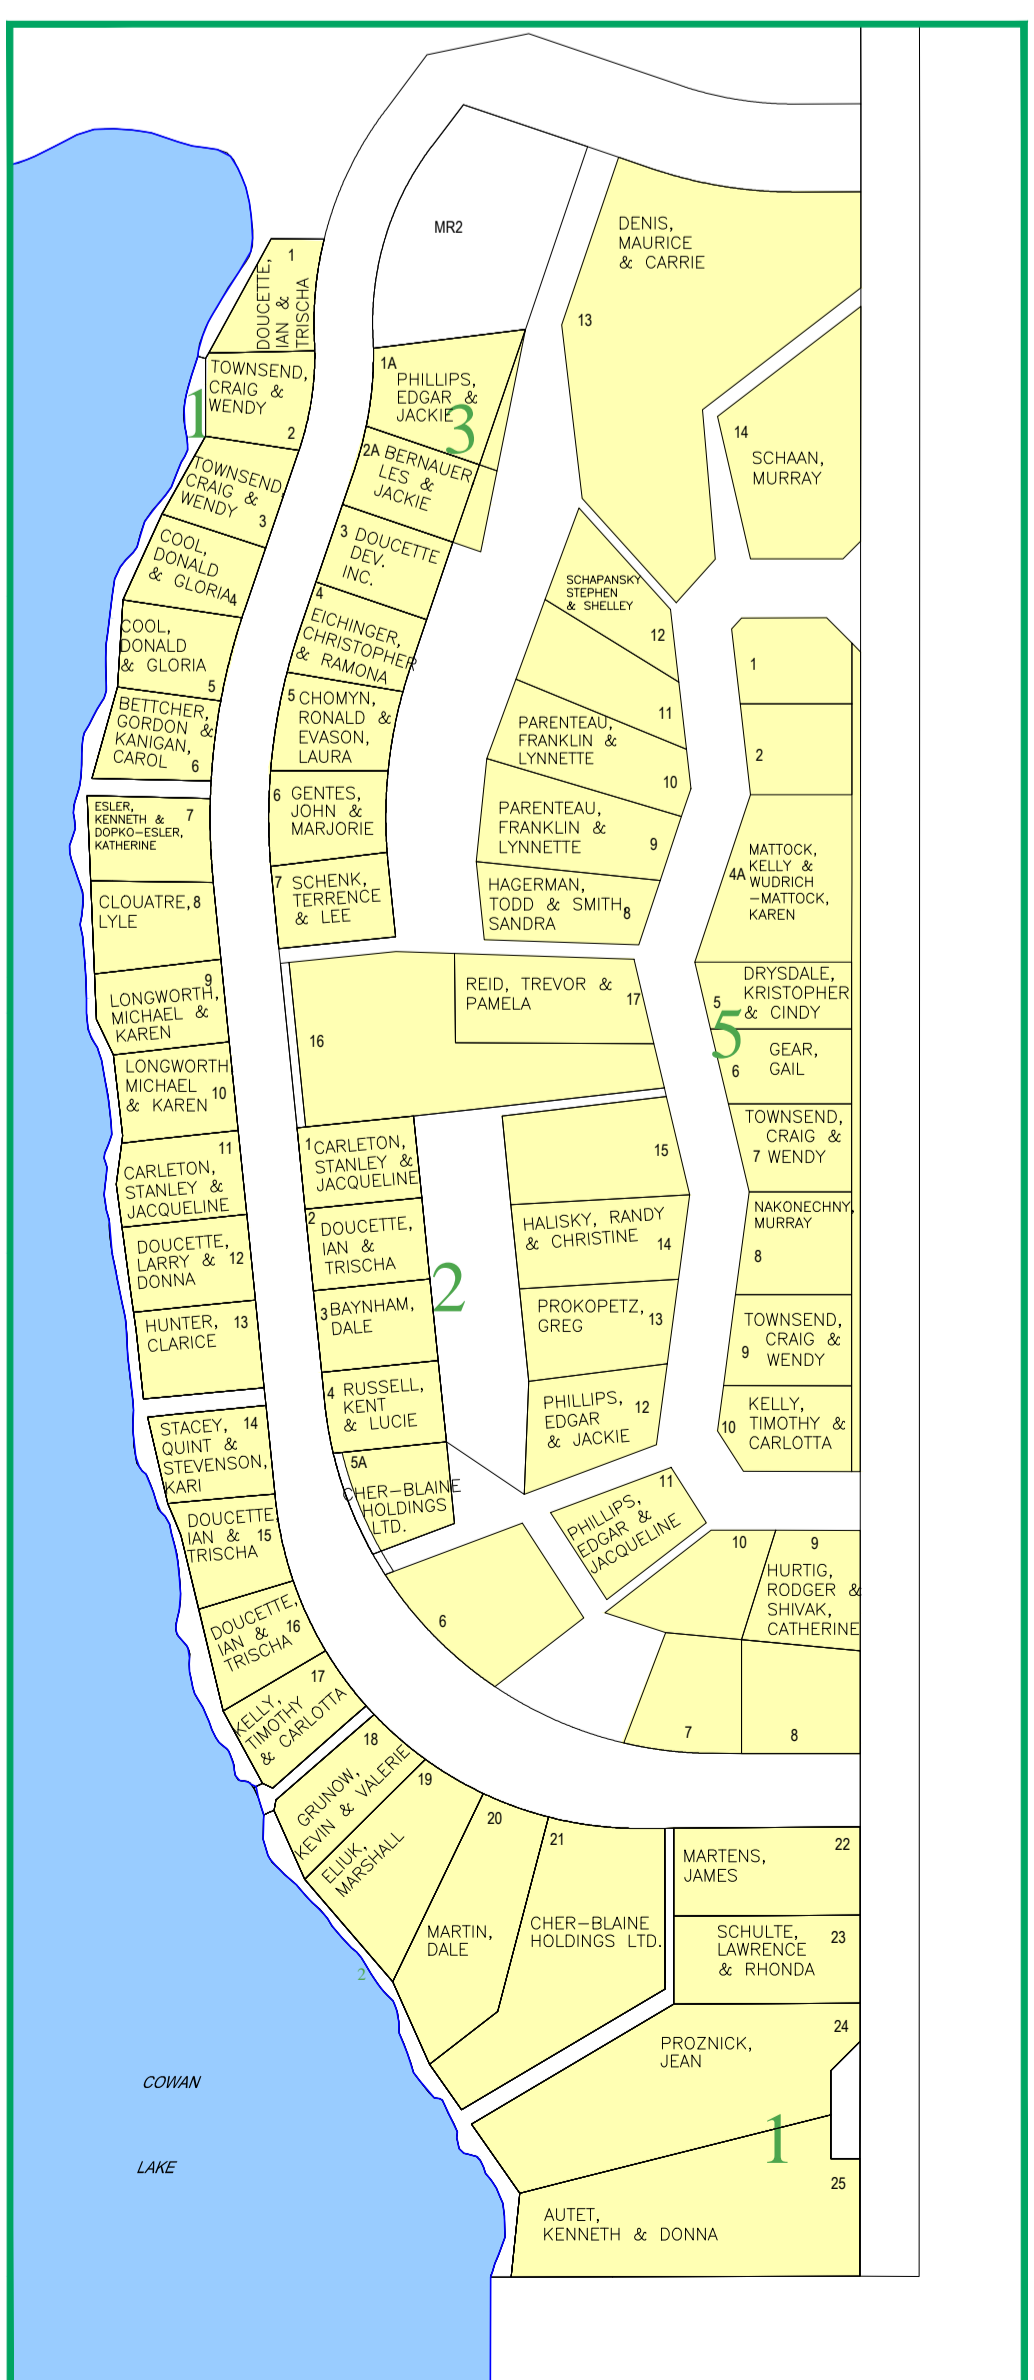 MR2
DENIS,
MAURICE
& CARRIE
13
14
SCHAAN,
MURRAY
1
DOUCETTE,
IAN &
TRISCHA
TOWNSEND,
CRAIG &
WENDY
2
1
TOWNSEND,
CRAIG &
WENDY
3
COOL,
DONALD
& GLORIA
4
COOL,
DONALD
& GLORIA
5
BETTCHER,
GORDON &
KANIGAN,
CAROL
6
ESLER,
KENNETH &
DOPKO-ESLER,
KATHERINE
7
CLOUATRE,
LYLE
8
9
LONGWORTH,
MICHAEL &
KAREN
LONGWORTH
MICHAEL
& KAREN
10
11
CARLETON,
STANLEY &
JACQUELINE
DOUCETTE,
LARRY &
DONNA
12
HUNTER,
CLARICE
13
STACEY,
QUINT &
STEVENSON,
KARI
14
DOUCETTE
IAN &
TRISCHA
15
DOUCETTE,
IAN &
TRISCHA
16
17
KELLY,
TIMOTHY
& CARLOTTA
18
GRUNOW,
KEVIN & VALERIE
19
ELIUK,
MARSHALL
20
MARTIN,
DALE
21
CHER-BLAINE
HOLDINGS LTD.
22
MARTENS,
JAMES
SCHULTE,
LAWRENCE
& RHONDA
23
24
PROZNICK,
JEAN
1
25
AUTET,
KENNETH & DONNA
1A
PHILLIPS,
EDGAR &
JACKIE
3
2A
BERNAUER
LES &
JACKIE
3
DOUCETTE
DEV.
INC.
4
EICHINGER,
CHRISTOPHER
& RAMONA
5
CHOMYN,
RONALD &
EVASON,
LAURA
6
GENTES,
JOHN &
MARJORIE
7
SCHENK,
TERRENCE
& LEE
SCHAPANSKY
STEPHEN
& SHELLEY
12
11
PARENTEAU,
FRANKLIN &
LYNNETTE
10
PARENTEAU,
FRANKLIN &
LYNNETTE
9
HAGERMAN,
TODD & SMITH,
SANDRA
8
REID, TREVOR &
PAMELA
17
16
1
CARLETON,
STANLEY &
JACQUELINE
2
DOUCETTE,
IAN &
TRISCHA
3
BAYNHAM,
DALE
4
RUSSELL,
KENT
& LUCIE
5A
CHER-BLAINE
HOLDINGS
LTD.
2
6
15
HALISKY, RANDY
& CHRISTINE
14
PROKOPETZ,
GREG
13
PHILLIPS,
EDGAR
& JACKIE
12
11
PHILLIPS,
EDGAR &
JACQUELINE
10
9
HURTIG,
RODGER &
SHIVAK,
CATHERINE
7
8
1
2
4A
MATTOCK,
KELLY &
WUDRICH
-MATTOCK,
KAREN
5
DRYSDALE,
KRISTOPHER
& CINDY
5
6
GEAR,
GAIL
7
TOWNSEND,
CRAIG &
WENDY
NAKONECHNY,
MURRAY
8
TOWNSEND,
CRAIG &
WENDY
9
10
KELLY,
TIMOTHY &
CARLOTTA
2
COWAN
LAKE